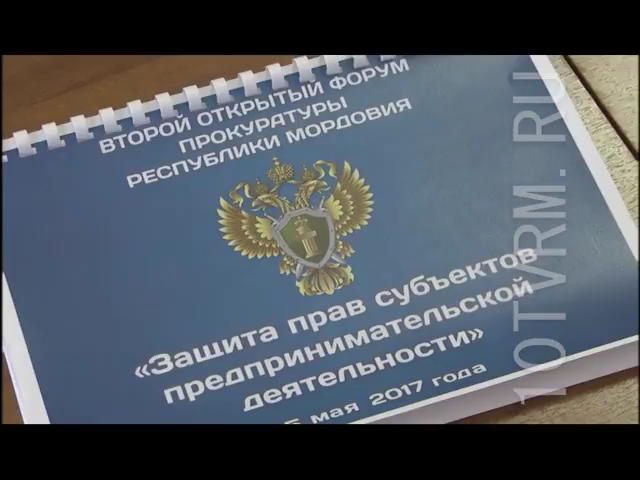 ВТОРОЙ ОТКРЫТЫЙ ФОРУМ
ПРОКУРАТУРЫ
РЕСПУБЛИКИ МОРДОВИЯ
«Защита прав субъектов
предпринимательской
деятельности»
мая 2017 года
10TVRM.RU